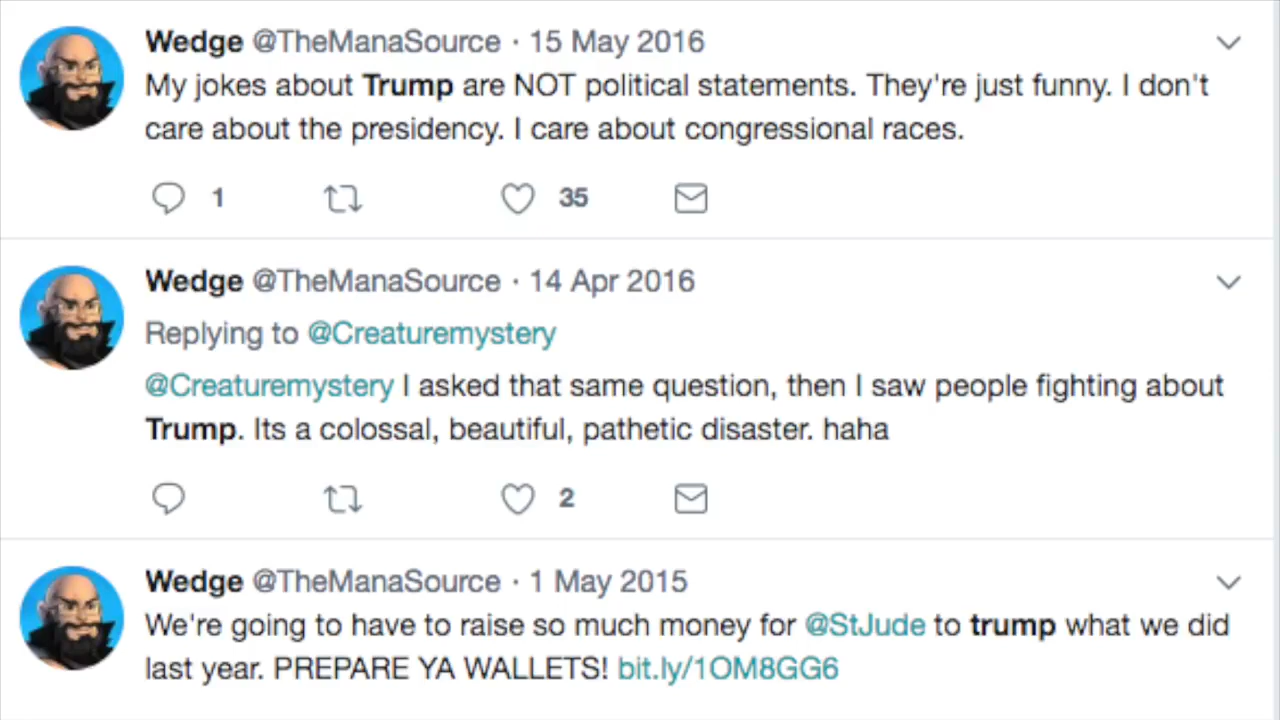 Wedge @TheManaSource · 15 May 2016
My jokes about Trump are NOT political statements. They're just funny. I don't
care about the presidency. I care about congressional races.
1 35
Wedge @TheManaSource · 14 Apr 2016
Replying to @Creaturemystery
@Creaturemystery I asked that same question, then I saw people fighting about
Trump. Its a colossal, beautiful, pathetic disaster. haha
2
Wedge @TheManaSource · 1 May 2015
We're going to have to raise so much money for @StJude to trump what we did
last year. PREPARE YA WALLETS! bit.ly/1OM8GG6